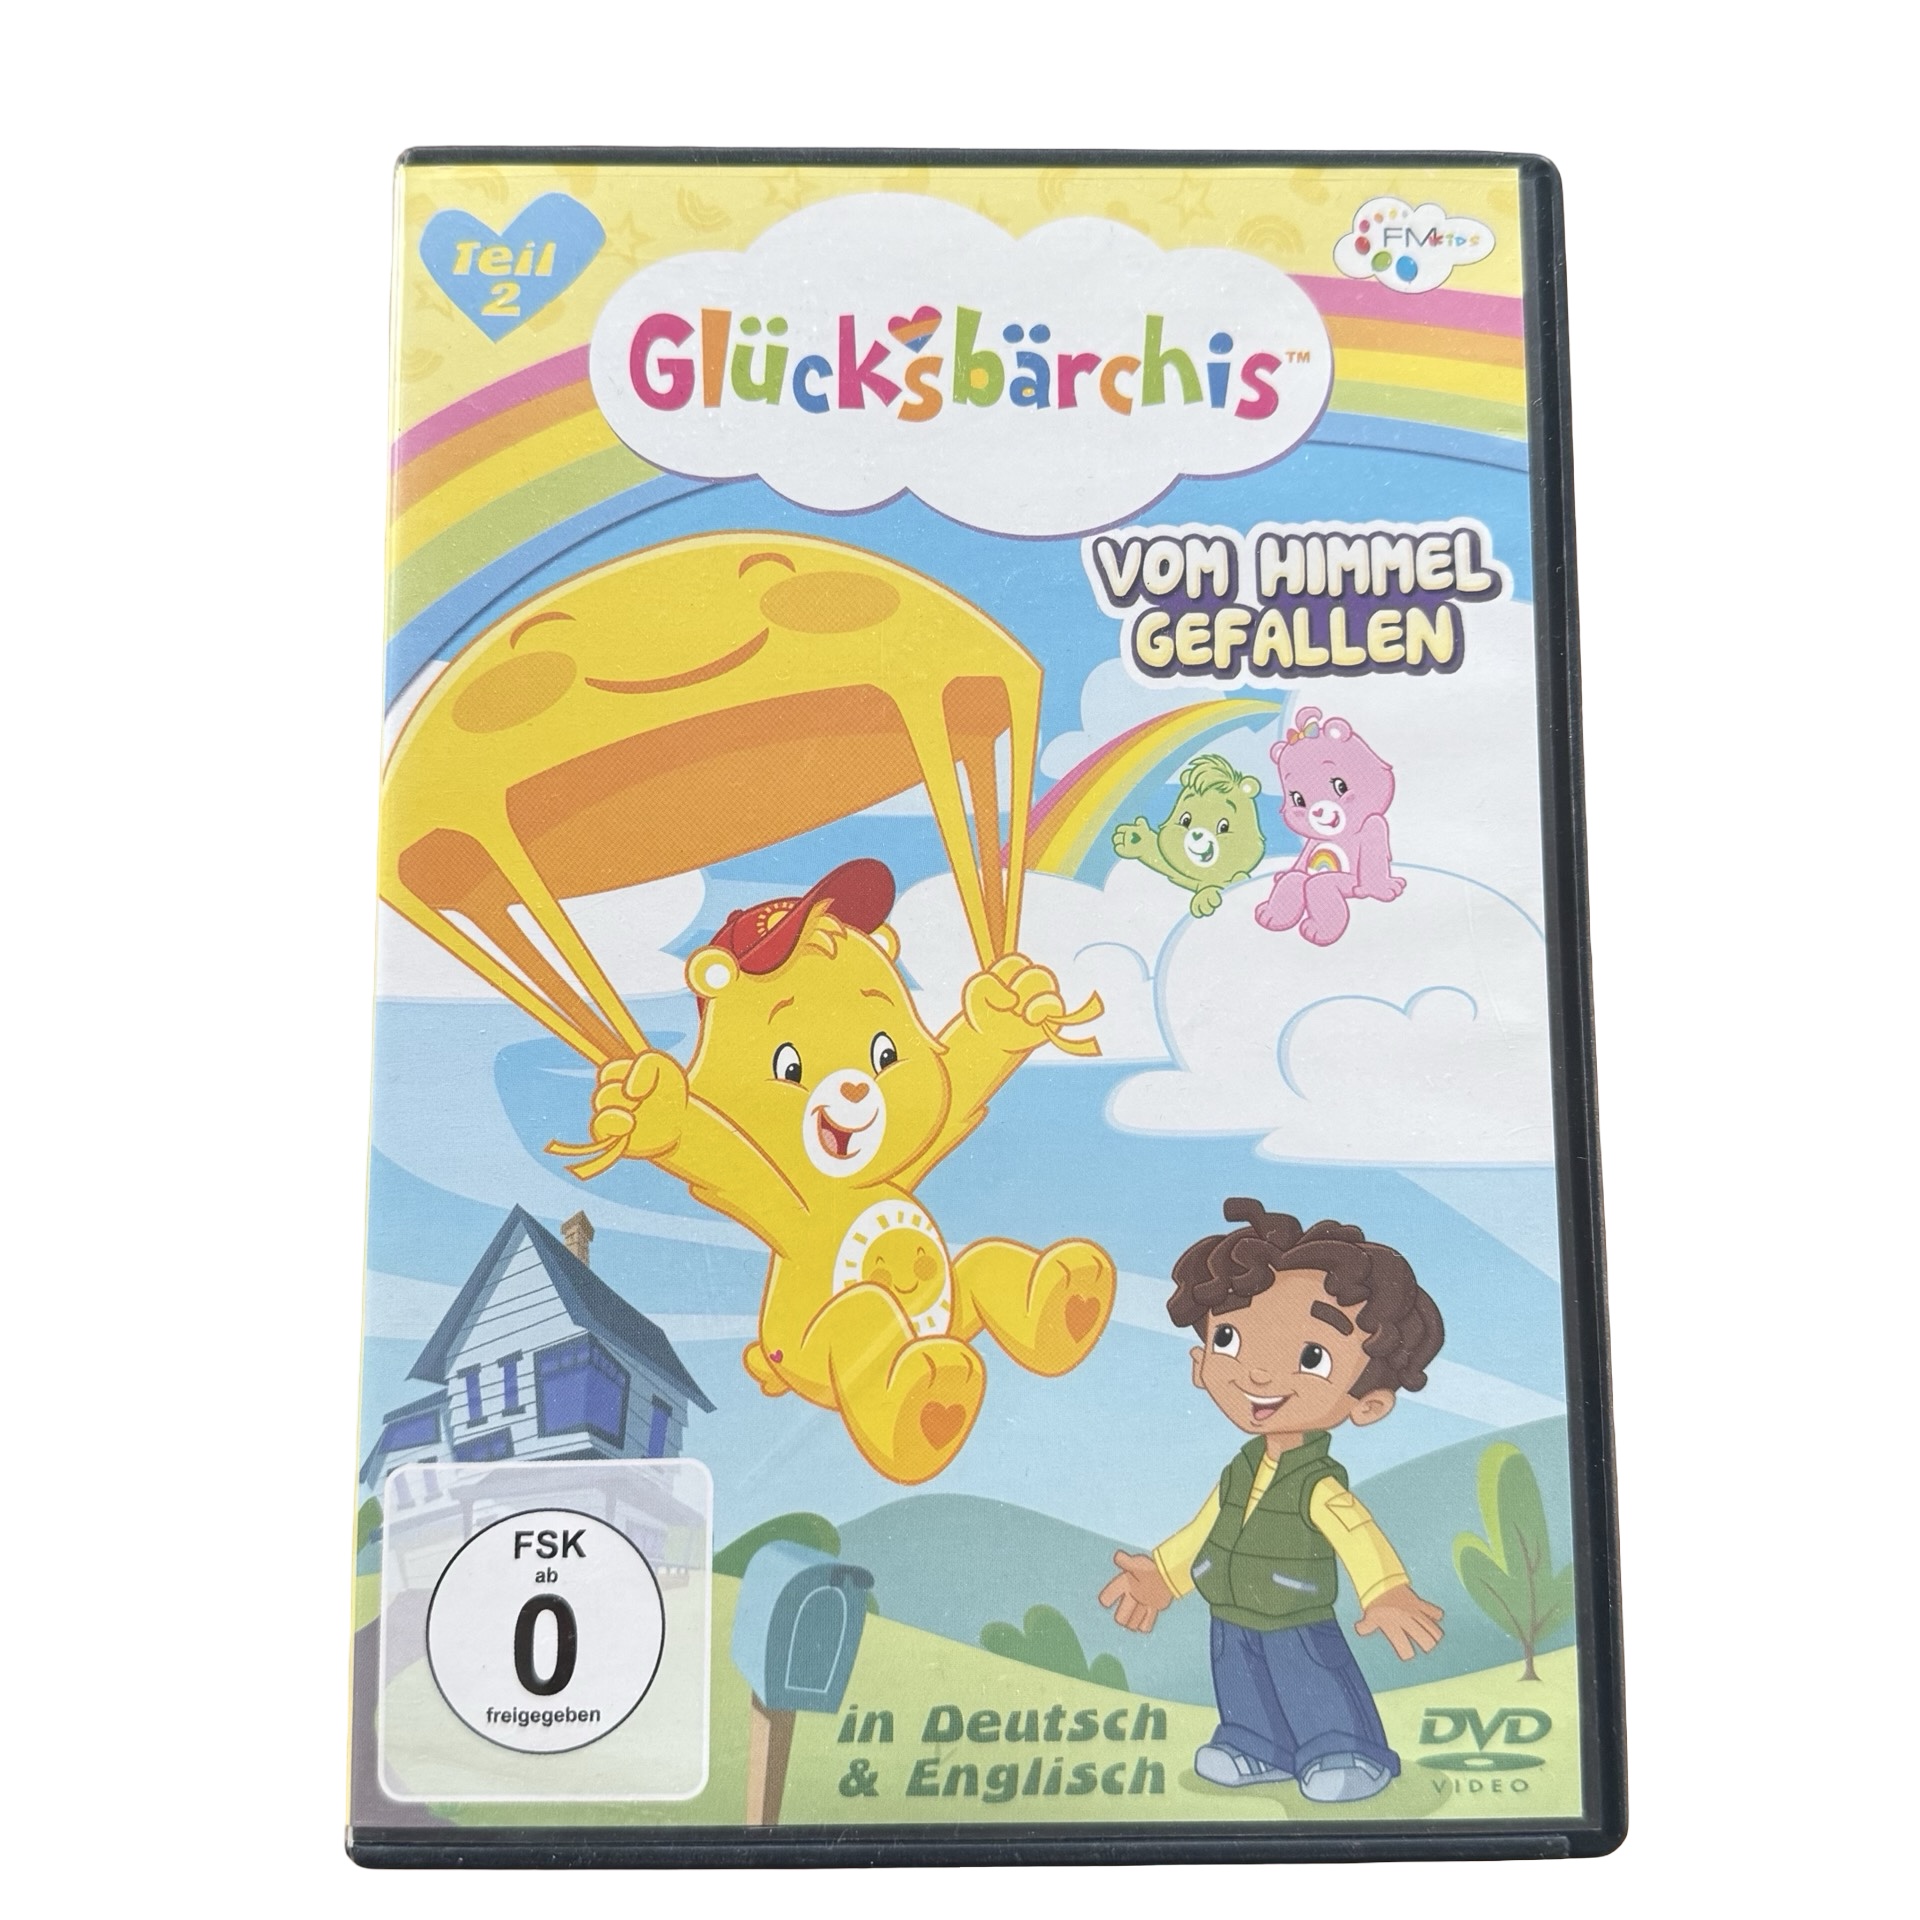 Teil
2
FM KIDS
Glücksbärchis™
VOM HIMMEL
GEFALLEN
FSK
ab
0
freigegeben
in Deutsch
& Englisch
DVD
VIDEO